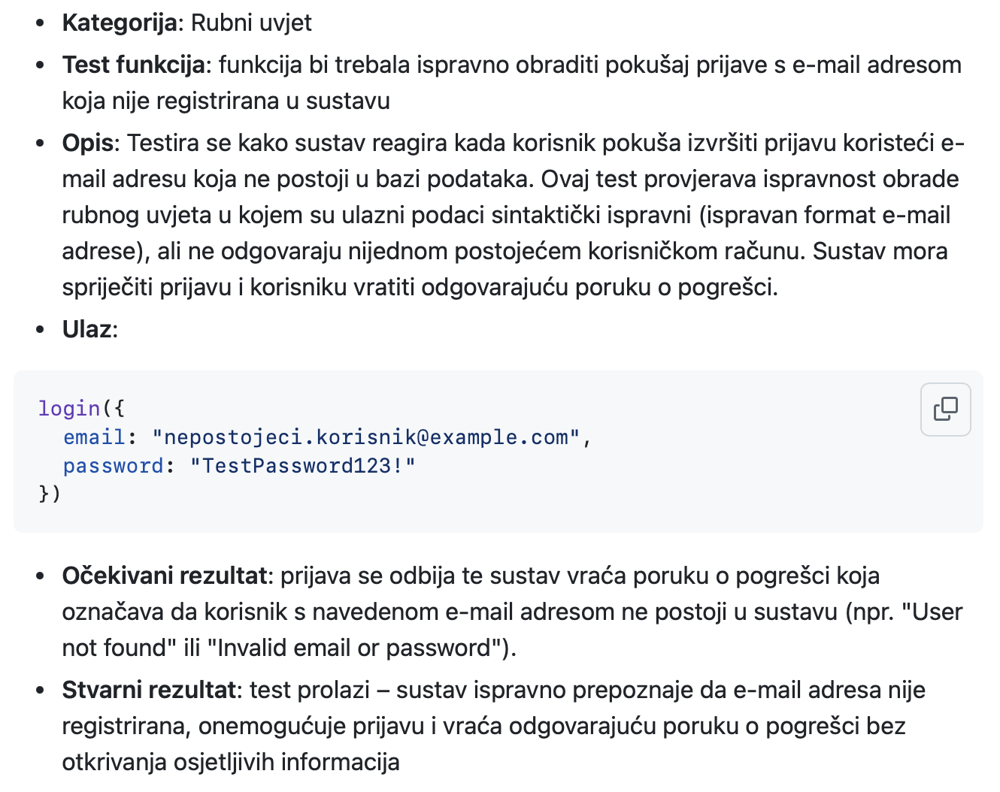 Kategorija: Rubni uvjet
Test funkcija: funkcija bi trebala ispravno obraditi pokušaj prijave s e-mail adresom
koja nije registrirana u sustavu
Opis: Testira se kako sustav reagira kada korisnik pokuša izvršiti prijavu koristeći e-
mail adresu koja ne postoji u bazi podataka. Ovaj test provjerava ispravnost obrade
rubnog uvjeta u kojem su ulazni podaci sintaktički ispravni (ispravan format e-mail
adrese), ali ne odgovaraju nijednom postojećem korisničkom računu. Sustav mora
spriječiti prijavu i korisniku vratiti odgovarajuću poruku o pogrešci.
Ulaz:
login({
  email: "nepostojeci.korisnik@example.com",
  password: "TestPassword123!"
})
Očekivani rezultat: prijava se odbija te sustav vraća poruku o pogrešci koja
označava da korisnik s navedenom e-mail adresom ne postoji u sustavu (npr. "User
not found" ili "Invalid email or password").
Stvarni rezultat: test prolazi – sustav ispravno prepoznaje da e-mail adresa nije
registrirana, onemogućuje prijavu i vraća odgovarajuću poruku o pogrešci bez
otkrivanja osjetljivih informacija